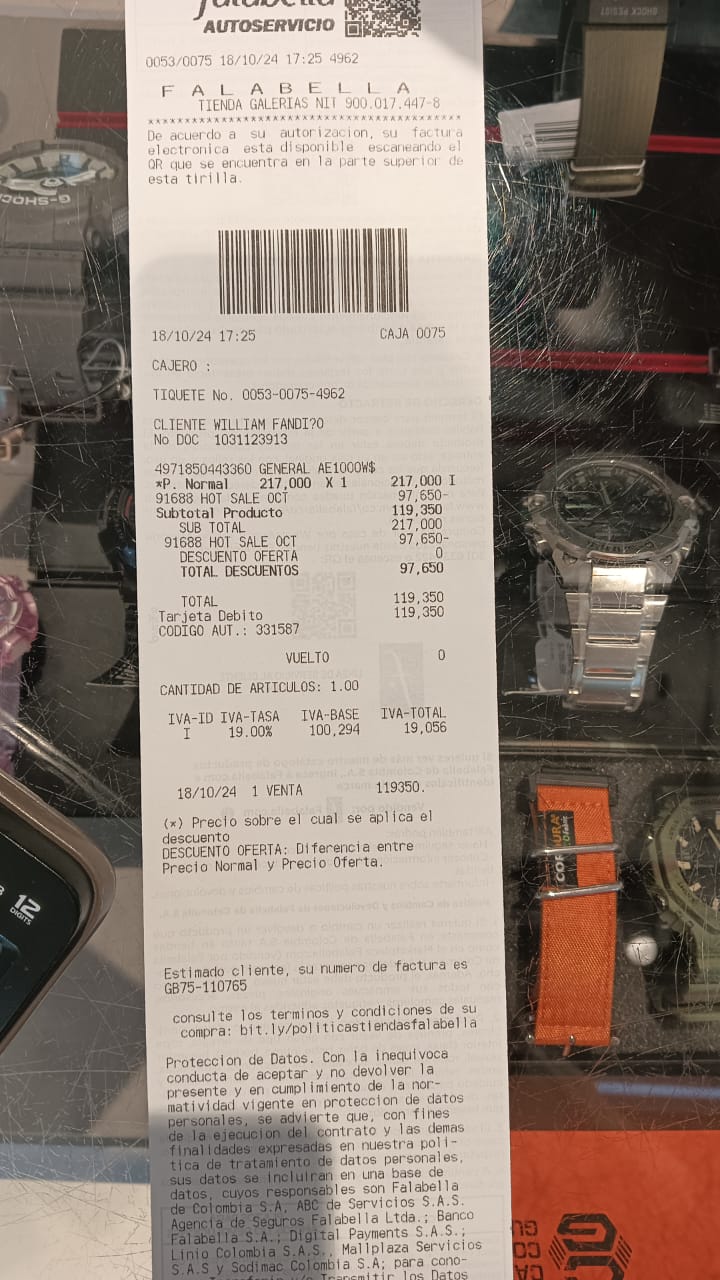 falabella
AUTOSERVICIO
0053/0075 18/10/24 17:25 4962
F A L A B E L L A
TIENDA GALERIAS NIT 900.017.447-8
De acuerdo a su autorizacion, su factura
electronica esta disponible escaneando el
QR que se encuentra en la parte superior de
esta tirilla.
18/10/24 17:25 CAJA 0075
CAJERO :
TIQUETE No. 0053-0075-4962
CLIENTE WILLIAM FANDI?O
No DOC 1031123913
4971850443360 GENERAL AE1000W$
*P. Normal 217,000 X 1 217,000 I
91688 HOT SALE OCT 97,650-
Subtotal Producto 119,350
SUB TOTAL 217,000
91688 HOT SALE OCT 97,650-
DESCUENTO OFERTA 0
TOTAL DESCUENTOS 97,650
TOTAL 119,350
Tarjeta Debito 119,350
CODIGO AUT.: 331587
VUELTO 0
CANTIDAD DE ARTICULOS: 1.00
IVA-ID IVA-TASA IVA-BASE IVA-TOTAL
I 19.00% 100,294 19,056
18/10/24 1 VENTA 119350.
(*) Precio sobre el cual se aplica el
descuento
DESCUENTO OFERTA: Diferencia entre
Precio Normal y Precio Oferta.
Estimado cliente, su numero de factura es
GB75-110765
consulte los terminos y condiciones de su
compra: bit.ly/politicastiendasfalabella
Proteccion de Datos. Con la inequivoca
conducta de aceptar y no devolver la
presente y en cumplimiento de la nor-
matividad vigente en proteccion de datos
personales, se advierte que, con fines
de la ejecucion del contrato y las demas
finalidades expresadas en nuestra poli-
tica de tratamiento de datos personales,
sus datos se incluiran en una base de
datos, cuyos responsables son Falabella
de Colombia S.A, ABC de Servicios S.A.S.
Agencia de Seguros Falabella Ltda.; Banco
Falabella S.A.; Digital Payments S.A.S.;
Linio Colombia S.A.S., Mallplaza Servicios
S.A.S y Sodimac Colombia S.A; para cono-
Transmitir los Datos
G-SHOCK
SHOCK RESIST
CORDURA
12
DIGITS